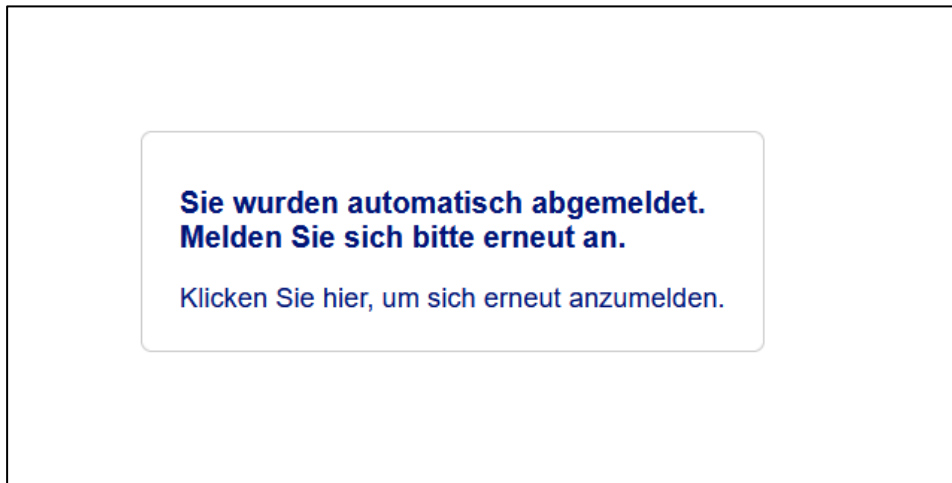 Sie wurden automatisch abgemeldet.
Melden Sie sich bitte erneut an.
Klicken Sie hier, um sich erneut anzumelden.